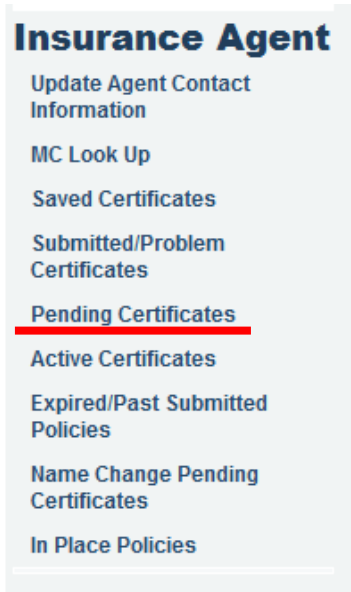 Insurance Agent
Update Agent Contact
Information
MC Look Up
Saved Certificates
Submitted/Problem
Certificates
Pending Certificates
Active Certificates
Expired/Past Submitted
Policies
Name Change Pending
Certificates
In Place Policies